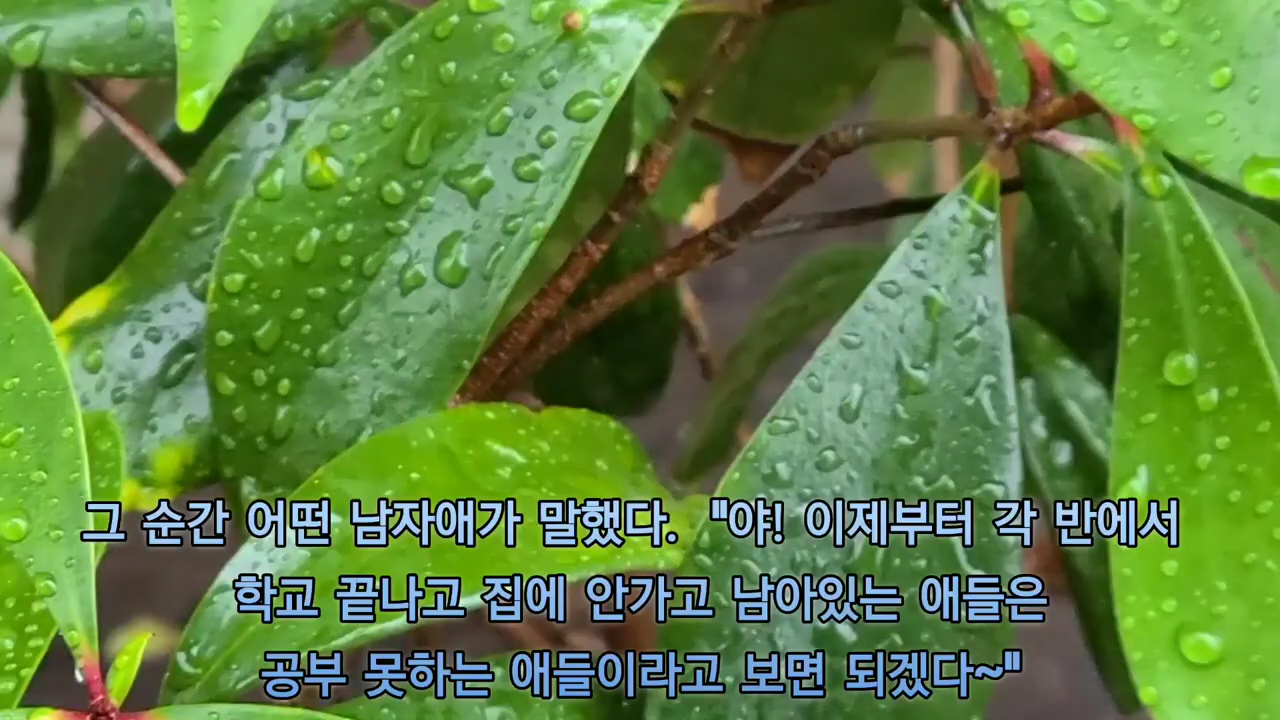 그 순간 어떤 남자애가 말했다. "야! 이제부터 각 반에서
학교 끝나고 집에 안가고 남아있는 애들은
공부 못하는 애들이라고 보면 되겠다~"